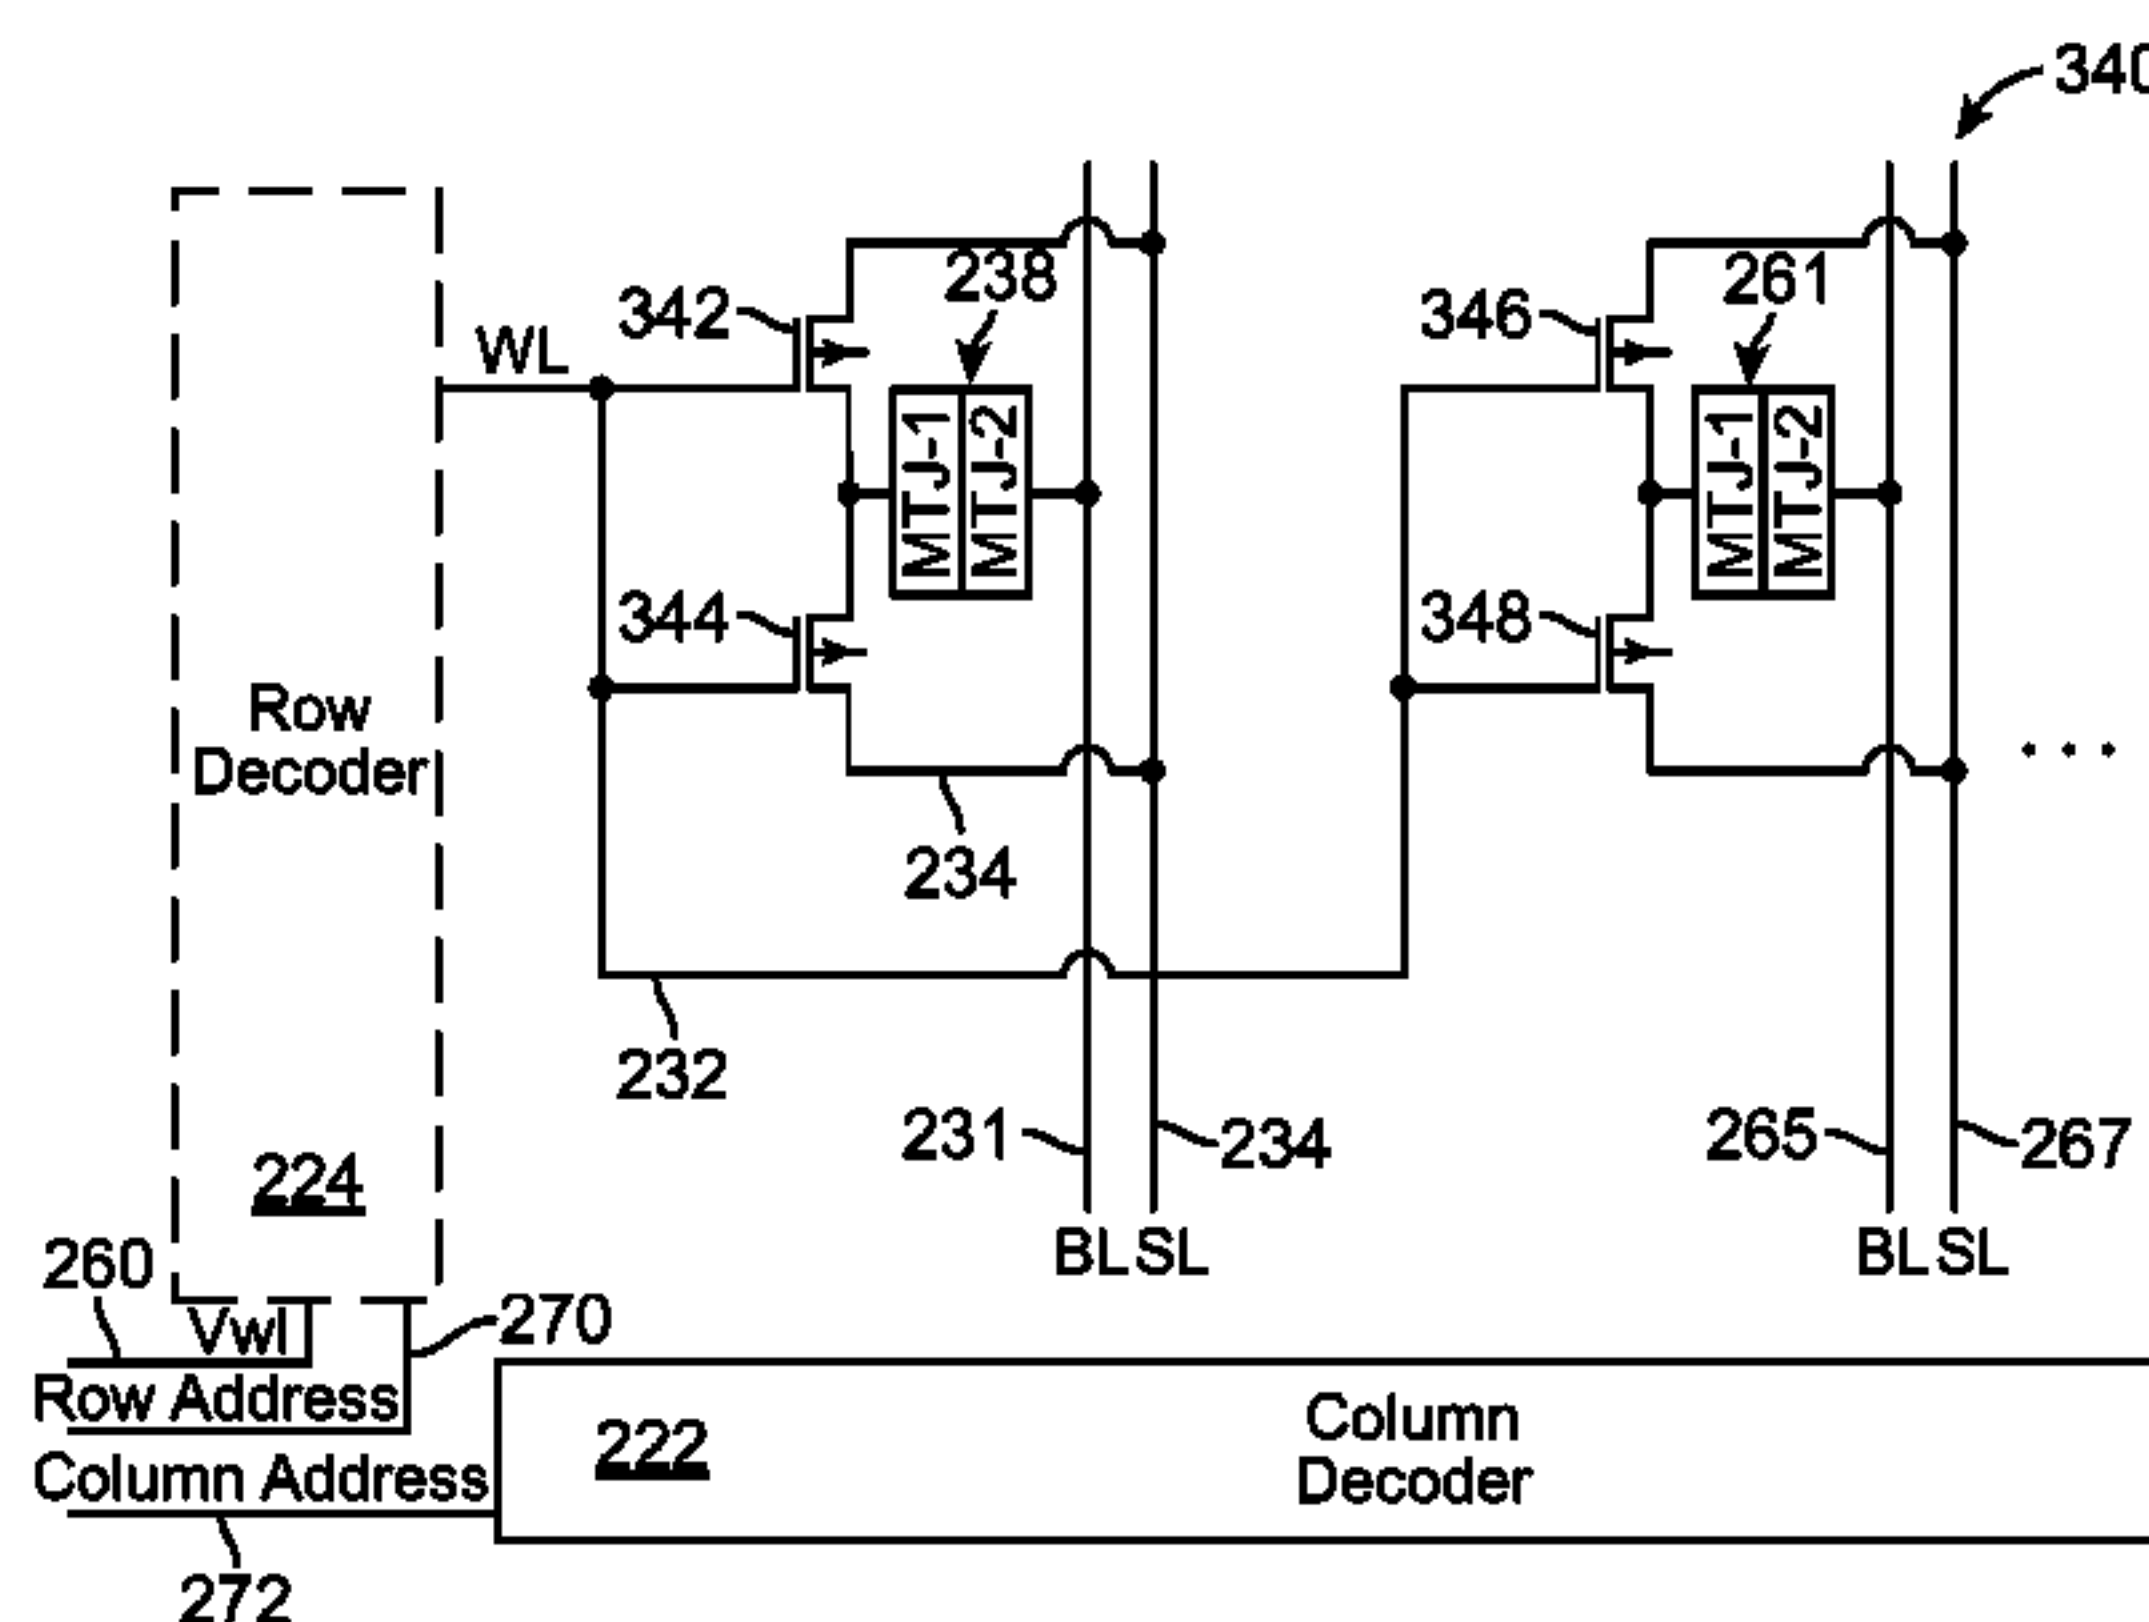 340
238
342
WL
261
346
MTJ-1
MTJ-2
MTJ-1
MTJ-2
344
348
Row
Decoder
. . .
234
232
231
234
265
267
224
BL SL
BL SL
260
Vwl
270
Row Address
Column Address
222
Column
Decoder
272